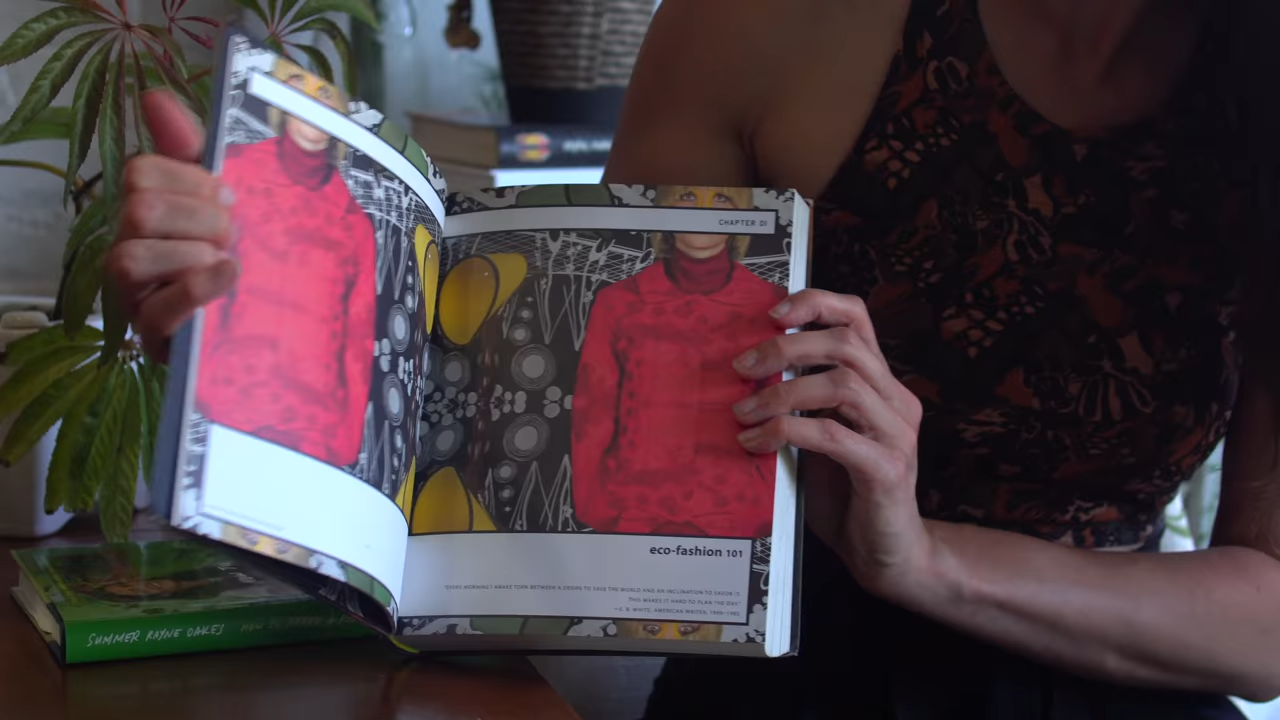 CHAPTER 01
eco-fashion 101
"EVERY MORNING I AWAKE TORN BETWEEN A DESIRE TO SAVE THE WORLD AND AN INCLINATION TO SAVOR IT.
THIS MAKES IT HARD TO PLAN THE DAY."
—E. B. WHITE, AMERICAN WRITER, 1899–1985
SUMMER RAYNE OAKES